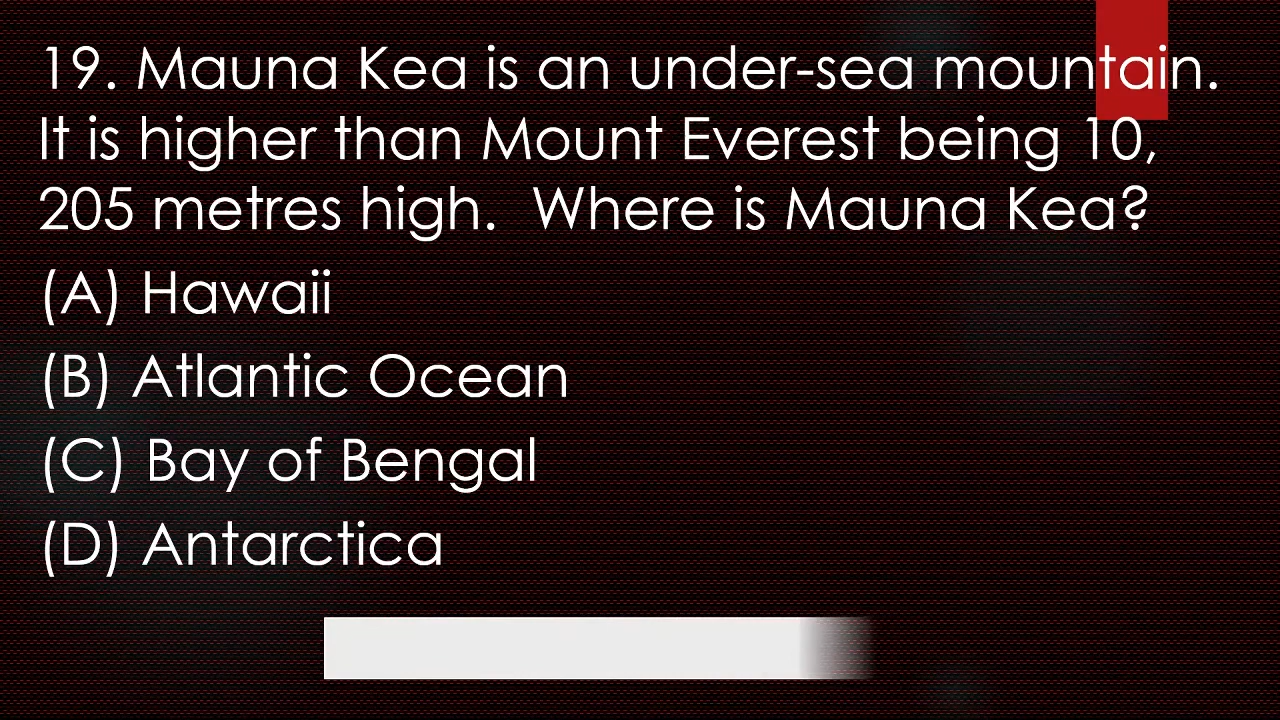 19. Mauna Kea is an under-sea mountain.
It is higher than Mount Everest being 10,
205 metres high.  Where is Mauna Kea?
(A) Hawaii
(B) Atlantic Ocean
(C) Bay of Bengal
(D) Antarctica